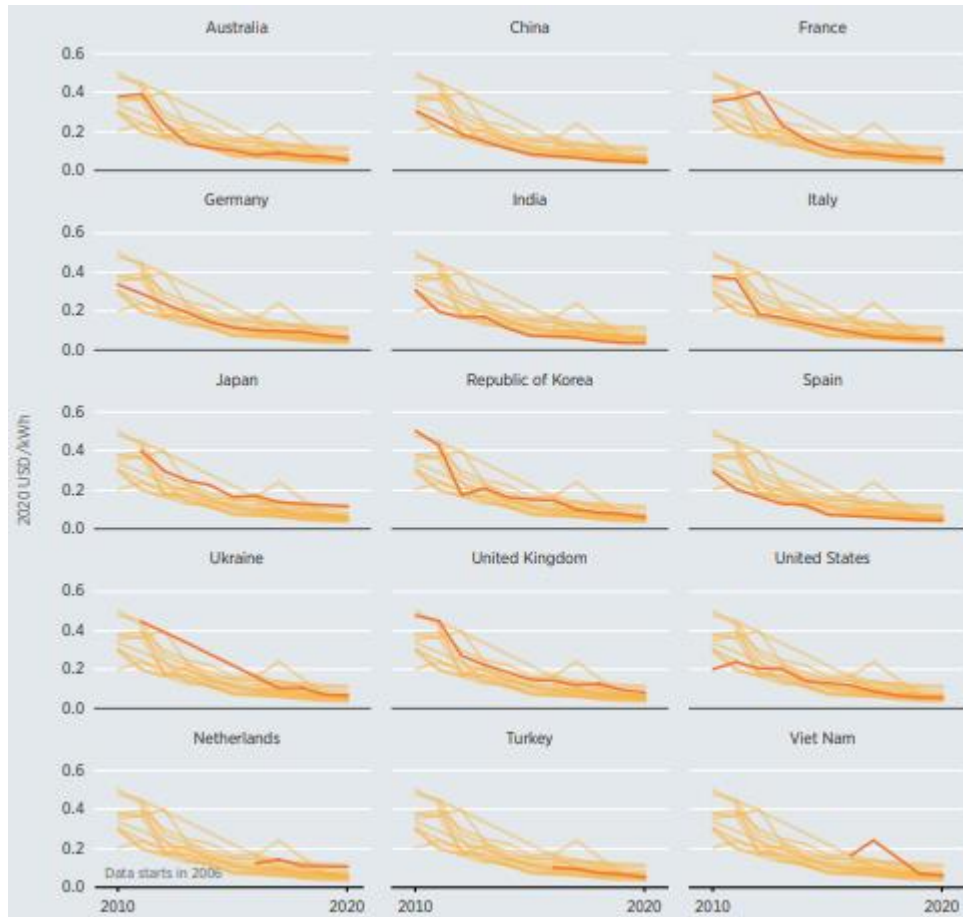 Australia China France
0.6
0.4
0.2
0.0
Germany India Italy
0.6
0.4
0.2
0.0
Japan Republic of Korea Spain
0.6
0.4
0.2
0.0
2020 USD/kWh
Ukraine United Kingdom United States
0.6
0.4
0.2
0.0
Netherlands Turkey Viet Nam
0.6
0.4
0.2
Data starts in 2006
0.0
2010 2020 2010 2020 2010 2020